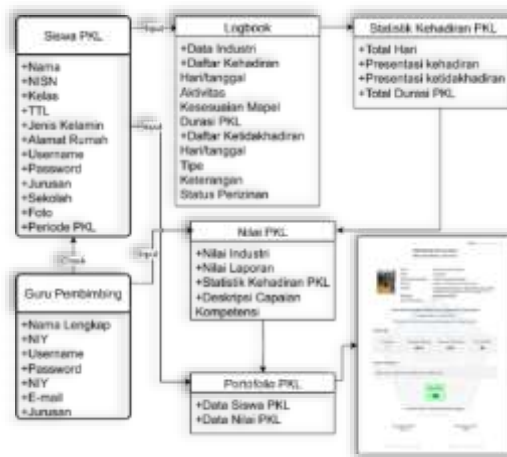 Siswa PKL
+Nama
+NISN
+Kelas
+TTL
+Jenis Kelamin
+Alamat Rumah
+Username
+Password
+Jurusan
+Sekolah
+Foto
+Periode PKL
Input
Input
Logbook
+Data Industri
+Daftar Kehadiran
Hari/tanggal
Aktivitas
Kesesuaian Mapel
Durasi PKL
+Daftar Ketidakhadiran
Hari/tanggal
Tipe
Keterangan
Status Perizinan
Statistik Kehadiran PKL
+Total Hari
+Presentasi kehadiran
+Presentasi ketidakhadiran
+Total Durasi PKL
Input
Guru Pembimbing
+Nama Lengkap
+NIY
+Username
+Password
+NIY
+E-mail
+Jurusan
Nilai PKL
+Nilai Industri
+Nilai Laporan
+Statistik Kehadiran PKL
+Deskripsi Capaian
Kompetensi
Portofolio PKL
+Data Siswa PKL
+Data Nilai PKL